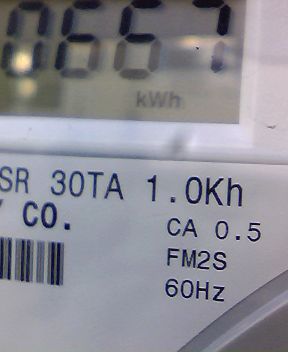 0667
kWh
SR 30TA 1.0Kh
Y CO.
CA 0.5
FM2S
60Hz